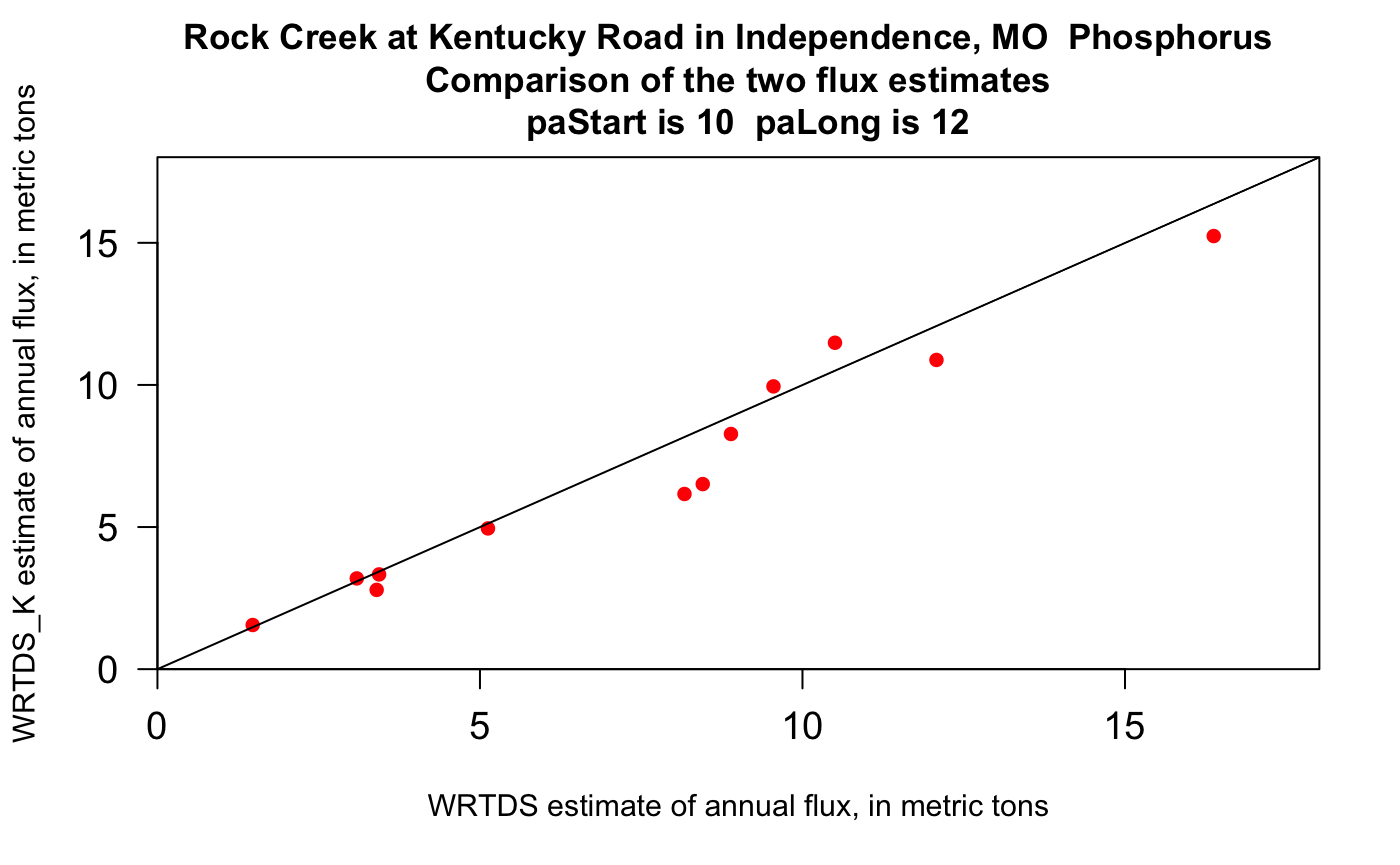 Rock Creek at Kentucky Road in Independence, MO  Phosphorus
Comparison of the two flux estimates
paStart is 10  paLong is 12
WRTDS_K estimate of annual flux, in metric tons
15
10
5
0
0 5 10 15
WRTDS estimate of annual flux, in metric tons